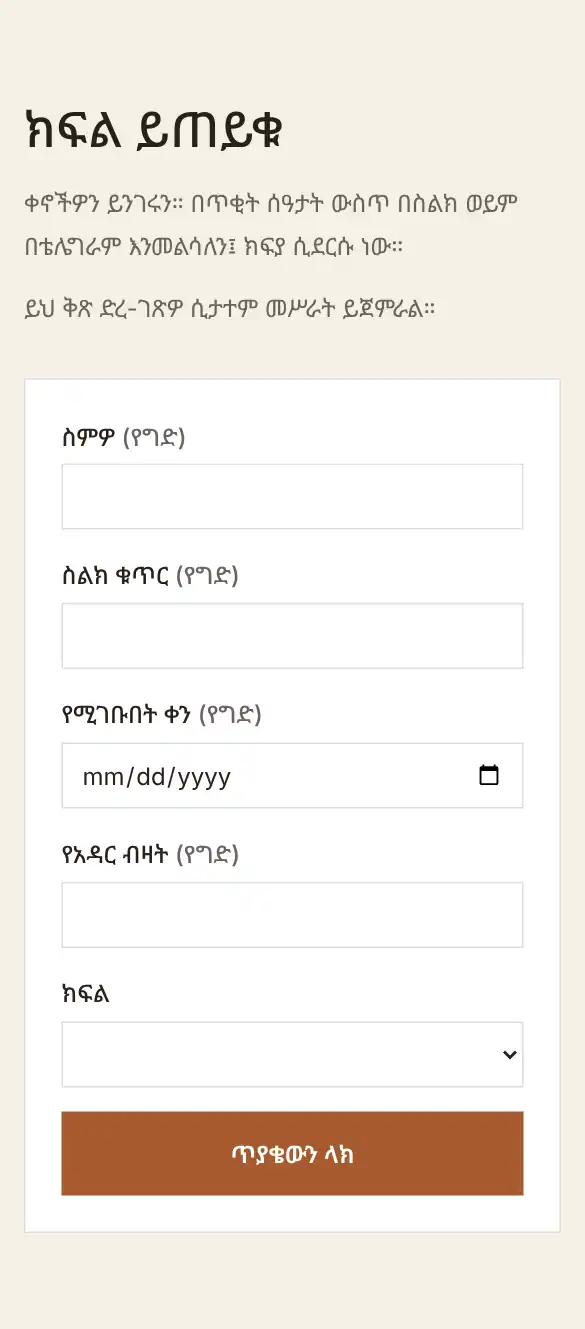 ክፍል ይጠይቁ
ቀኖችዎን ይንገሩን። በጥቂት ሰዓታት ውስጥ በስልክ ወይም
በቴሌግራም እንመልሳለን፤ ክፍያ ሲደርሱ ነው።
ይህ ቅጽ ድረ-ገጽዎ ሲታተም መሥራት ይጀምራል።
ስምዎ (የግድ)
ስልክ ቁጥር (የግድ)
የሚገቡበት ቀን (የግድ)
mm/dd/yyyy
የአዳር ብዛት (የግድ)
ክፍል
ጥያቄውን ላክ